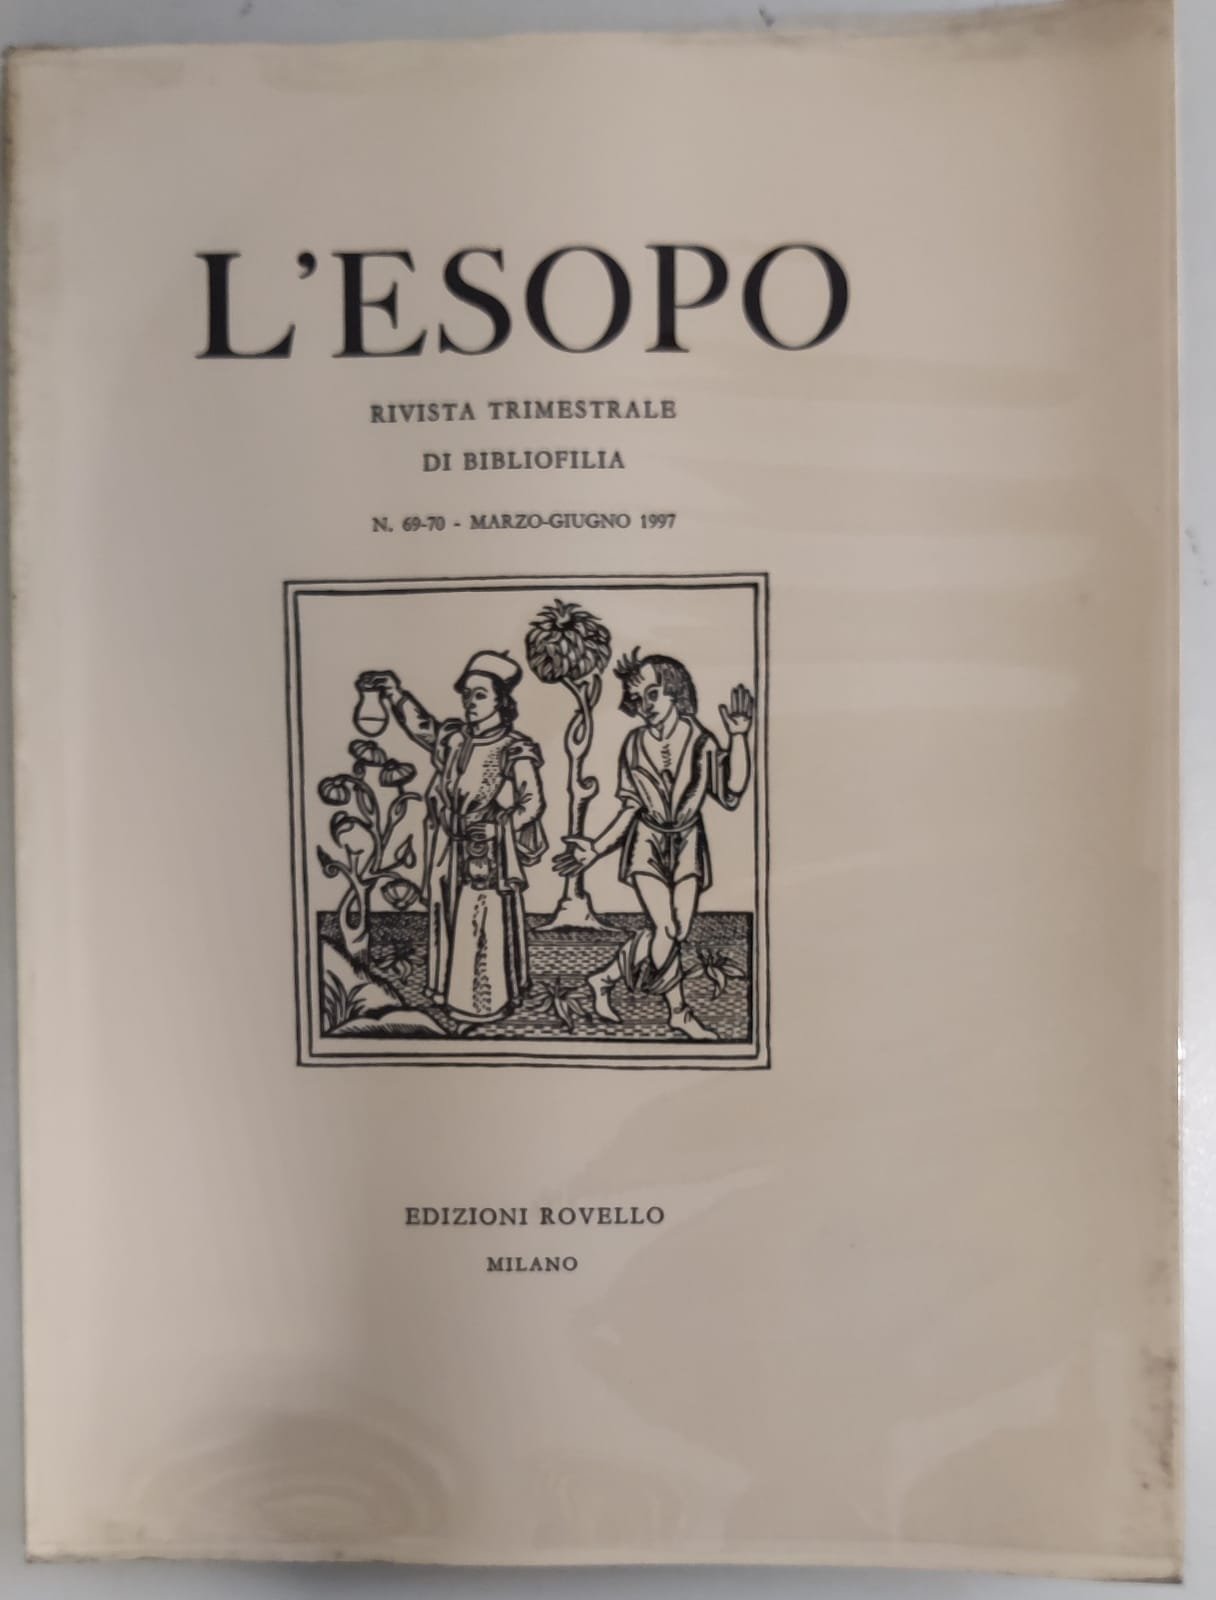 L'ESOPO
RIVISTA TRIMESTRALE
DI BIBLIOFILIA
N. 69-70 - MARZO-GIUGNO 1997
EDIZIONI ROVELLO
MILANO